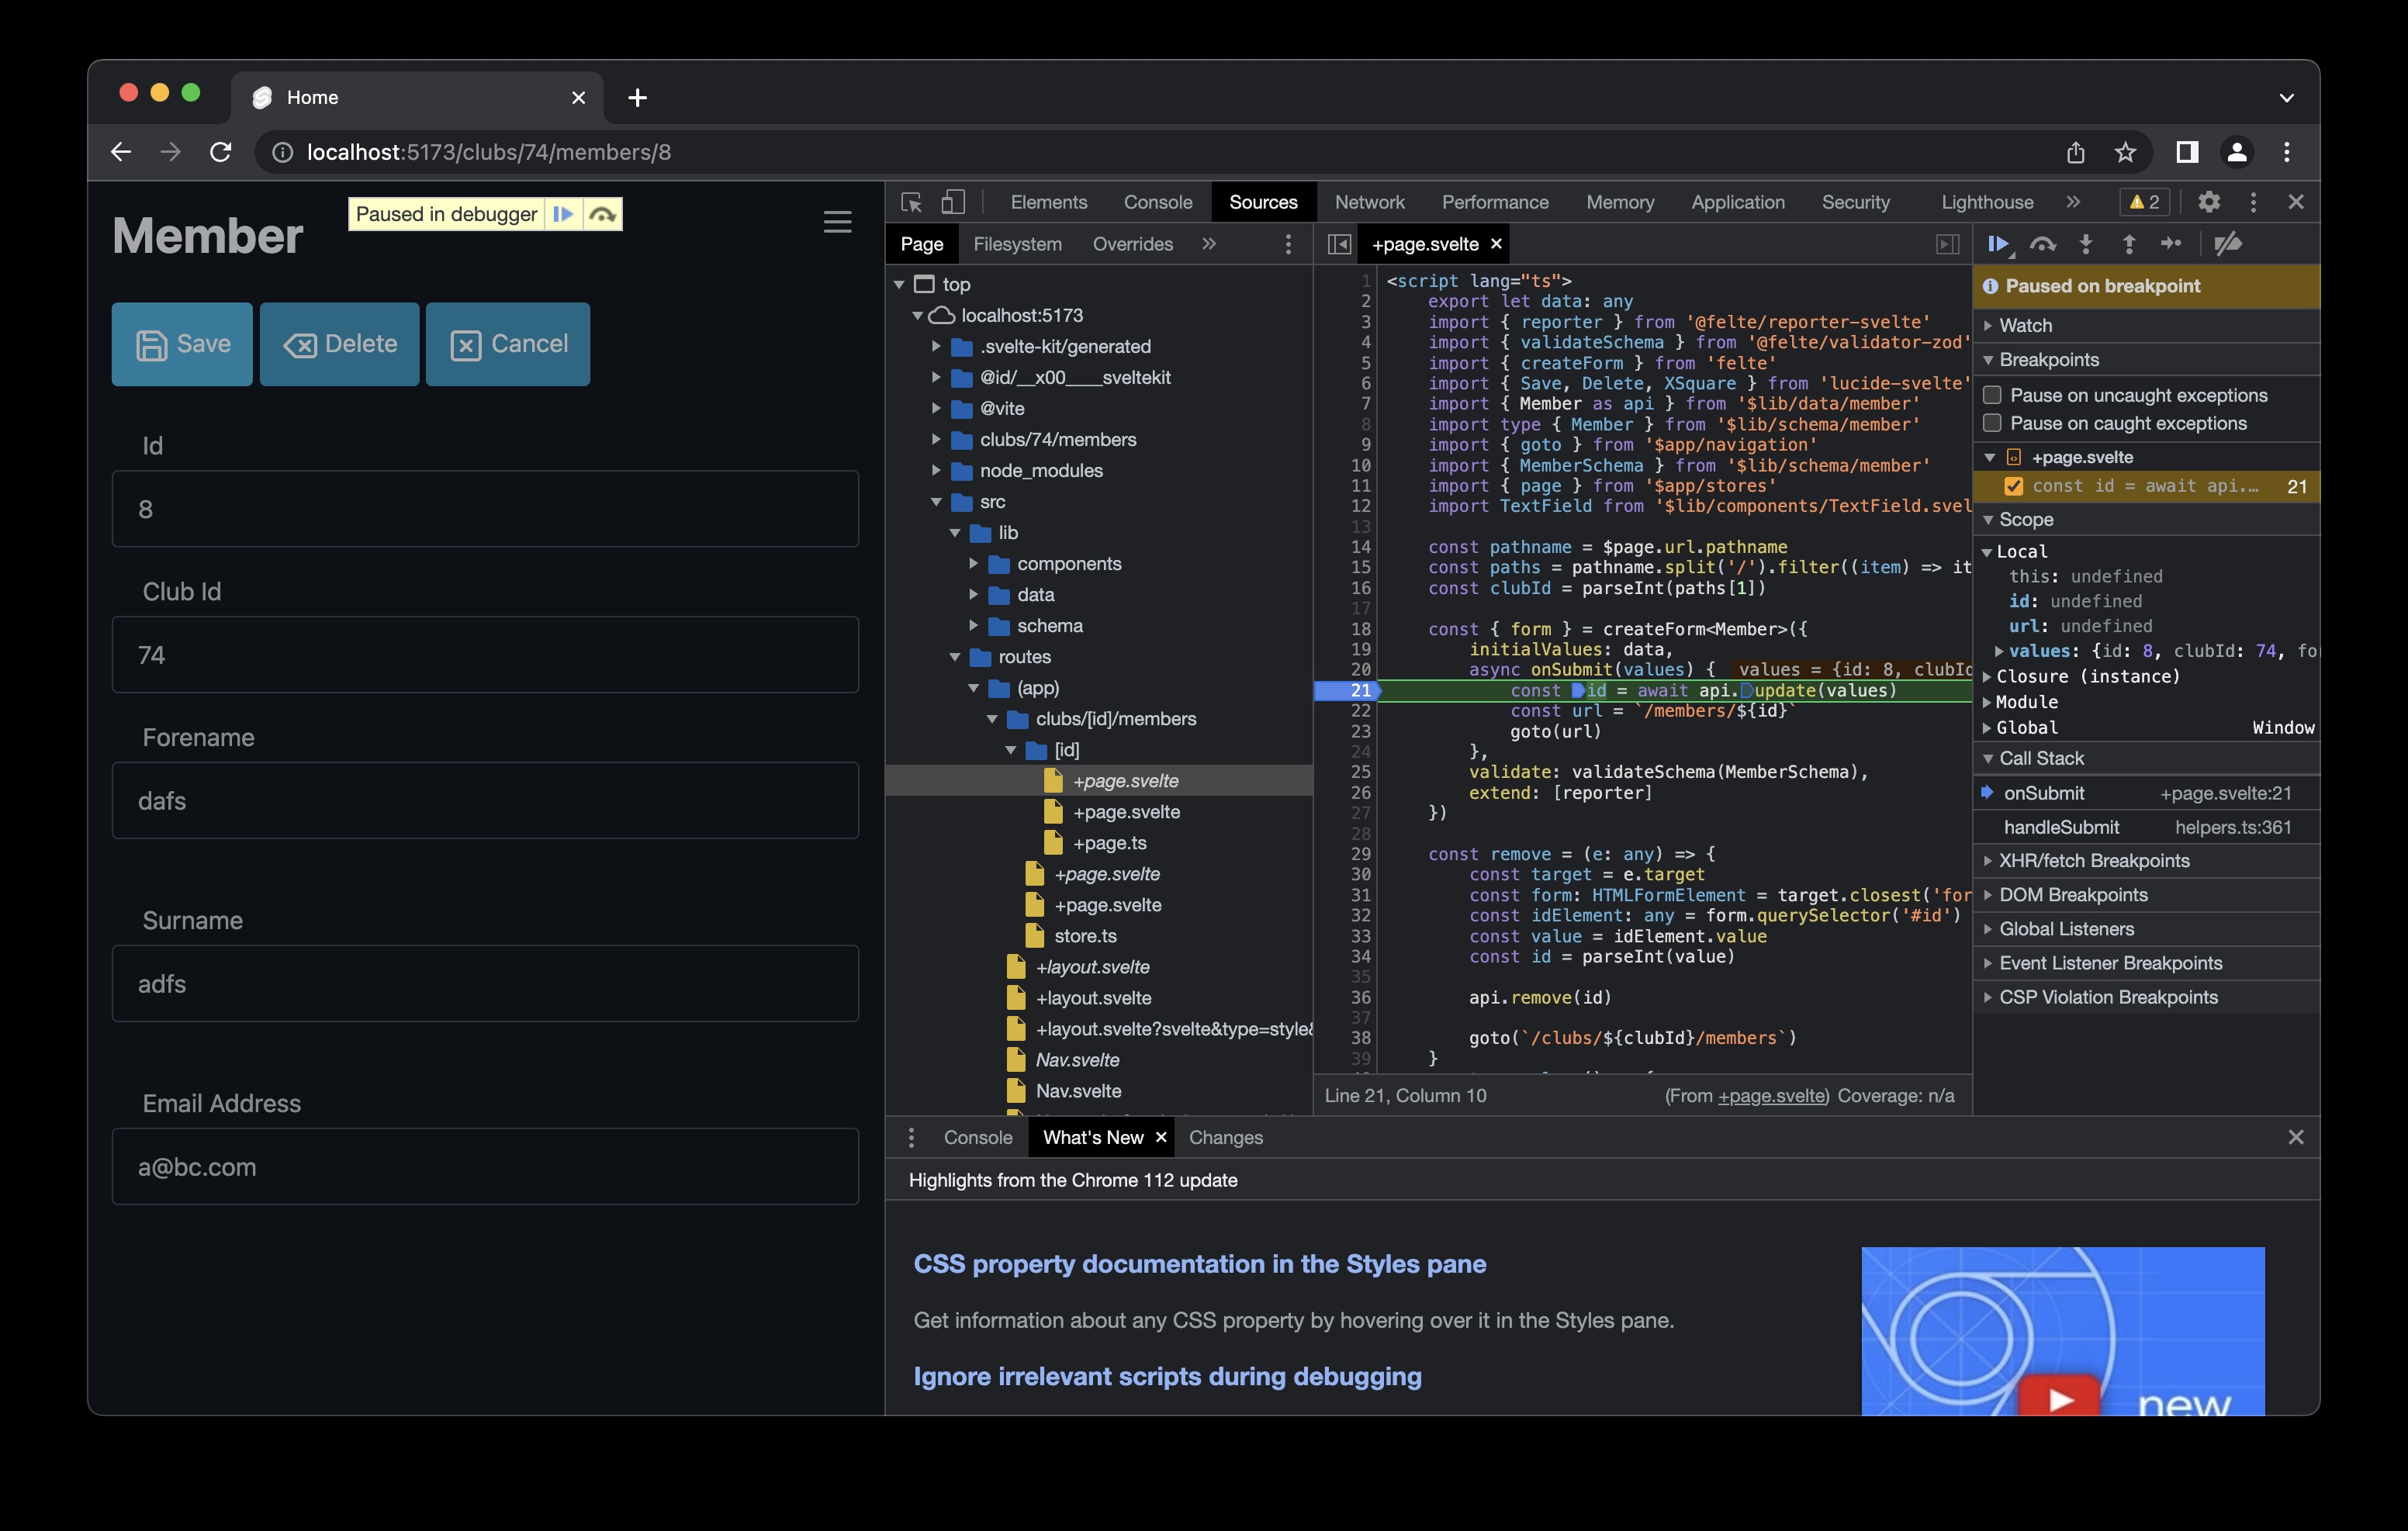 Home
localhost:5173/clubs/74/members/8
Member
Paused in debugger
Save
Delete
Cancel
Id
8
Club Id
74
Forename
dafs
Surname
adfs
Email Address
a@bc.com
Elements Console Sources Network Performance Memory Application Security Lighthouse 2
Page Filesystem Overrides
top
localhost:5173
.svelte-kit/generated
@id/__x00____sveltekit
@vite
clubs/74/members
node_modules
src
lib
components
data
schema
routes
(app)
clubs/[id]/members
[id]
+page.svelte
+page.svelte
+page.ts
+page.svelte
+page.svelte
store.ts
+layout.svelte
+layout.svelte
+layout.svelte?svelte&type=style&
Nav.svelte
Nav.svelte
+page.svelte
1 <script lang="ts">
2 export let data: any
3 import { reporter } from '@felte/reporter-svelte'
4 import { validateSchema } from '@felte/validator-zod'
5 import { createForm } from 'felte'
6 import { Save, Delete, XSquare } from 'lucide-svelte'
7 import { Member as api } from '$lib/data/member'
8 import type { Member } from '$lib/schema/member'
9 import { goto } from '$app/navigation'
10 import { MemberSchema } from '$lib/schema/member'
11 import { page } from '$app/stores'
12 import TextField from '$lib/components/TextField.svel
13
14 const pathname = $page.url.pathname
15 const paths = pathname.split('/').filter((item) => it
16 const clubId = parseInt(paths[1])
17
18 const { form } = createForm<Member>({
19 initialValues: data,
20 async onSubmit(values) { values = {id: 8, clubId
21 const id = await api.update(values)
22 const url = `/members/${id}`
23 goto(url)
24 },
25 validate: validateSchema(MemberSchema),
26 extend: [reporter]
27 })
28
29 const remove = (e: any) => {
30 const target = e.target
31 const form: HTMLFormElement = target.closest('for
32 const idElement: any = form.querySelector('#id')
33 const value = idElement.value
34 const id = parseInt(value)
35
36 api.remove(id)
37
38 goto(`/clubs/${clubId}/members`)
39 }
Line 21, Column 10 (From +page.svelte) Coverage: n/a
Paused on breakpoint
Watch
Breakpoints
Pause on uncaught exceptions
Pause on caught exceptions
+page.svelte
const id = await api.… 21
Scope
Local
this: undefined
id: undefined
url: undefined
values: {id: 8, clubId: 74, fo
Closure (instance)
Module
Global Window
Call Stack
onSubmit +page.svelte:21
handleSubmit helpers.ts:361
XHR/fetch Breakpoints
DOM Breakpoints
Global Listeners
Event Listener Breakpoints
CSP Violation Breakpoints
Console What's New Changes
Highlights from the Chrome 112 update
CSS property documentation in the Styles pane
Get information about any CSS property by hovering over it in the Styles pane.
Ignore irrelevant scripts during debugging
new